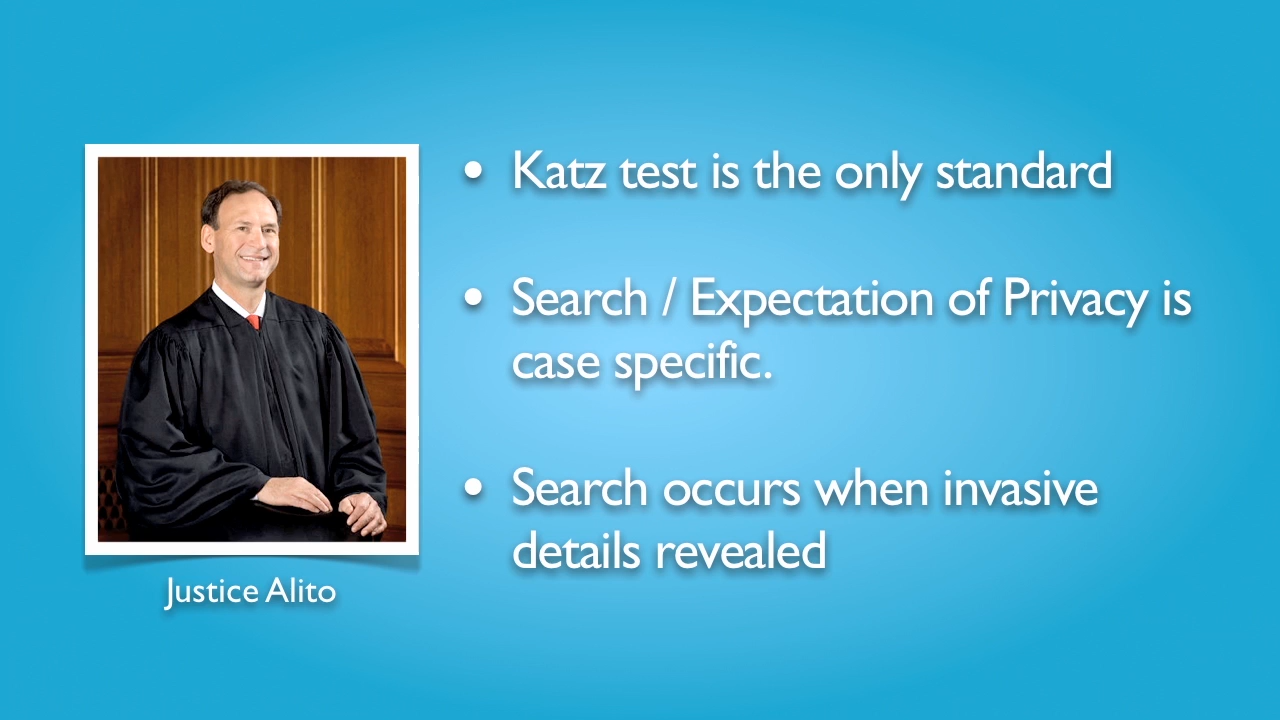 • Katz test is the only standard
• Search / Expectation of Privacy is
case specific.
• Search occurs when invasive
details revealed
Justice Alito